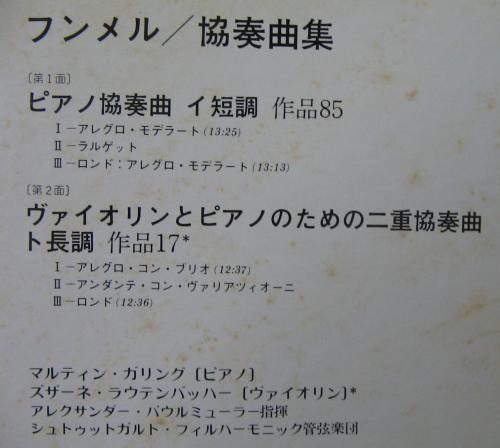 フンメル／協奏曲集
〔第1面〕
ピアノ協奏曲 イ短調 作品85
Ⅰ－アレグロ・モデラート(13:25)
Ⅱ－ラルゲット
Ⅲ－ロンド：アレグロ・モデラート(13:13)
〔第2面〕
ヴァイオリンとピアノのための二重協奏曲
ト長調 作品17*
Ⅰ－アレグロ・コン・ブリオ(12:37)
Ⅱ－アンダンテ・コン・ヴァリアツィオーニ
Ⅲ－ロンド(12:36)
マルティン・ガリング〔ピアノ〕
ズザーネ・ラウテンバッハー〔ヴァイオリン〕*
アレクサンダー・パウルミューラー指揮
シュトゥットガルト・フィルハーモニック管弦楽団